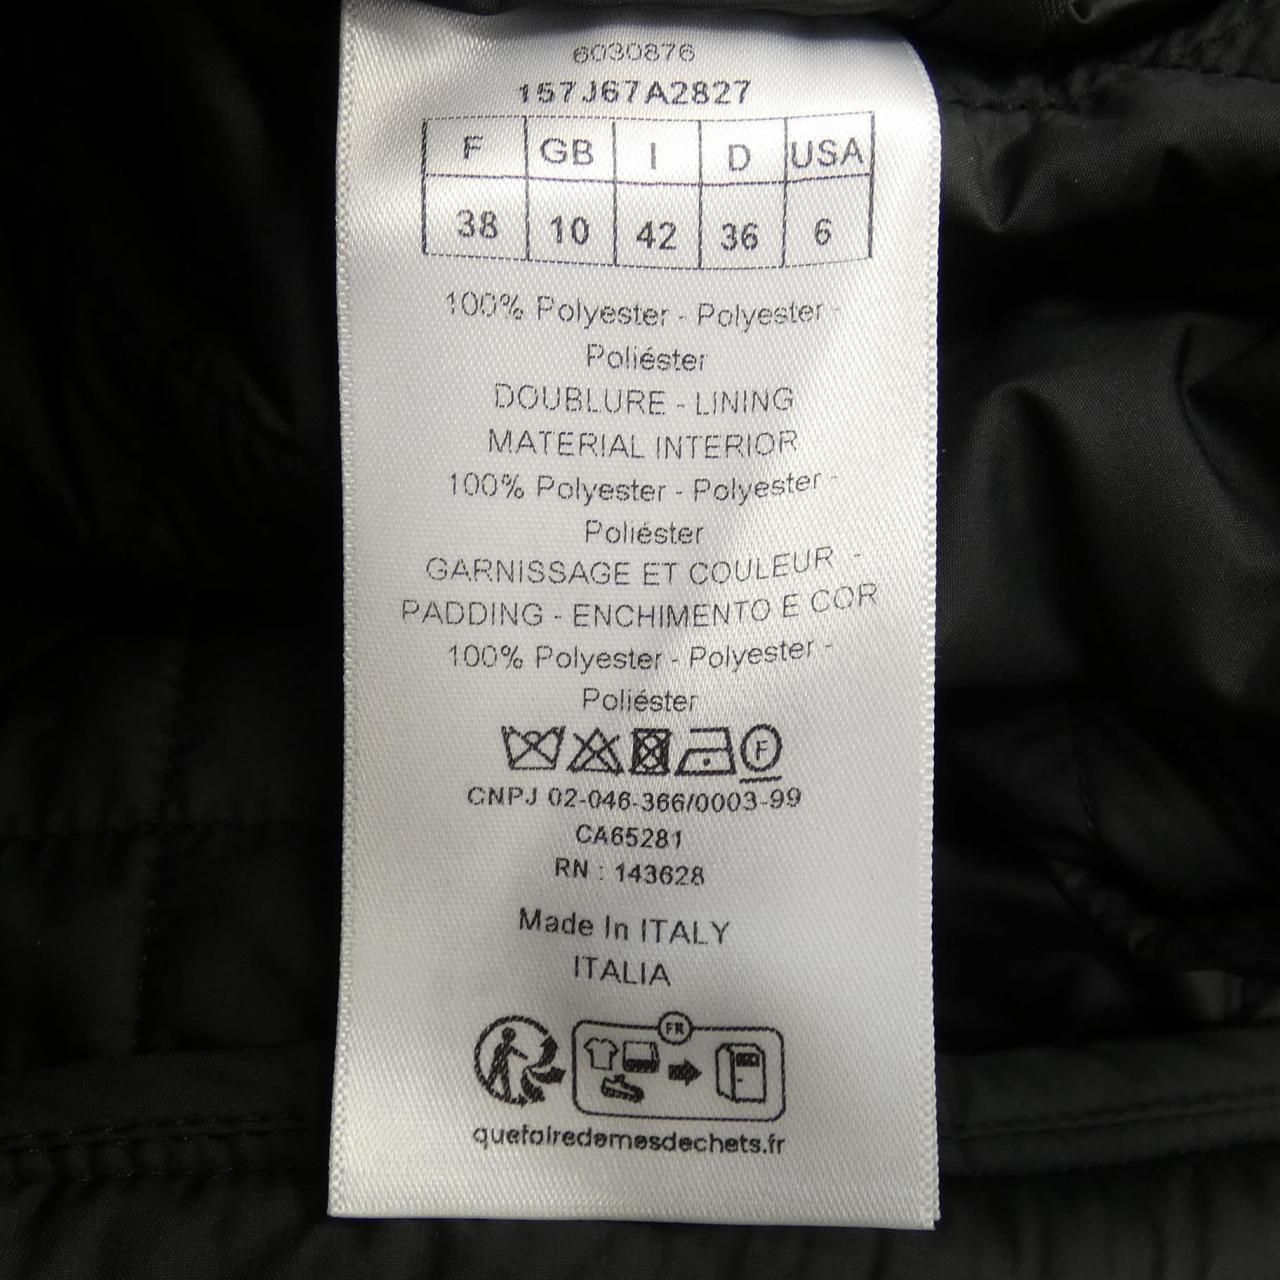 6030876
157J67A2827
F GB I D USA
38 10 42 36 6
100% Polyester - Polyester -
Poliéster
DOUBLURE - LINING
MATERIAL INTERIOR
100% Polyester - Polyester -
Poliéster
GARNISSAGE ET COULEUR -
PADDING - ENCHIMENTO E COR
100% Polyester - Polyester -
Poliéster
F
CNPJ 02-046-366/0003-99
CA65281
RN : 143628
Made In ITALY
ITALIA
FR
quefairedemesdechets.fr